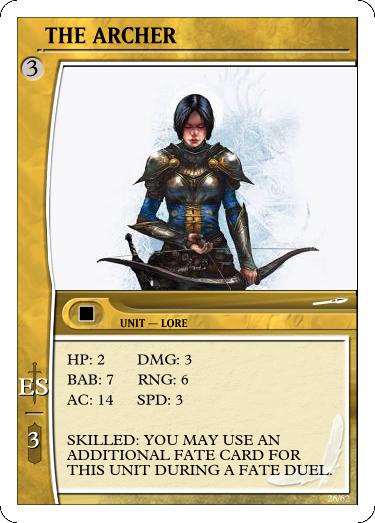 THE ARCHER
3
UNIT — LORE
HP: 2 DMG: 3
BAB: 7 RNG: 6
AC: 14 SPD: 3
ES
3
SKILLED: YOU MAY USE AN
ADDITIONAL FATE CARD FOR
THIS UNIT DURING A FATE DUEL.
26/62